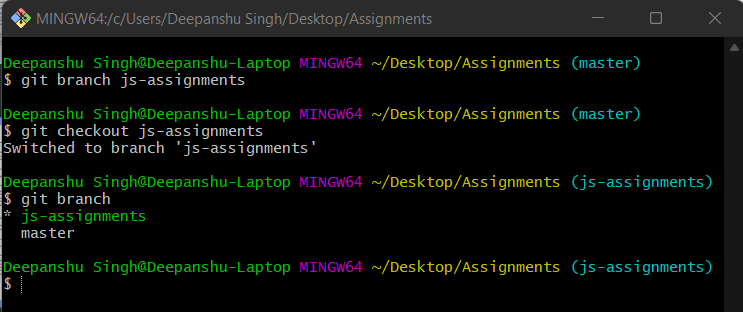 MINGW64:/c/Users/Deepanshu Singh/Desktop/Assignments
Deepanshu Singh@Deepanshu-Laptop MINGW64 ~/Desktop/Assignments (master)
$ git branch js-assignments
Deepanshu Singh@Deepanshu-Laptop MINGW64 ~/Desktop/Assignments (master)
$ git checkout js-assignments
Switched to branch 'js-assignments'
Deepanshu Singh@Deepanshu-Laptop MINGW64 ~/Desktop/Assignments (js-assignments)
$ git branch
* js-assignments
  master
Deepanshu Singh@Deepanshu-Laptop MINGW64 ~/Desktop/Assignments (js-assignments)
$